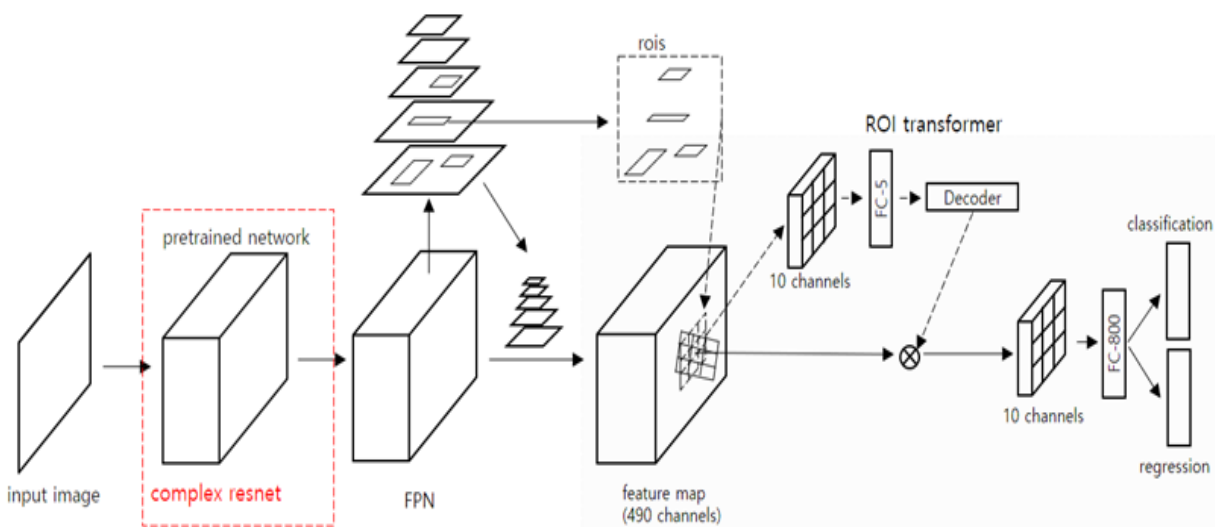 rois
ROI transformer
pretrained network
FC-5
Decoder
classification
10 channels
FC-800
10 channels
input image
complex resnet
FPN
feature map
(490 channels)
regression